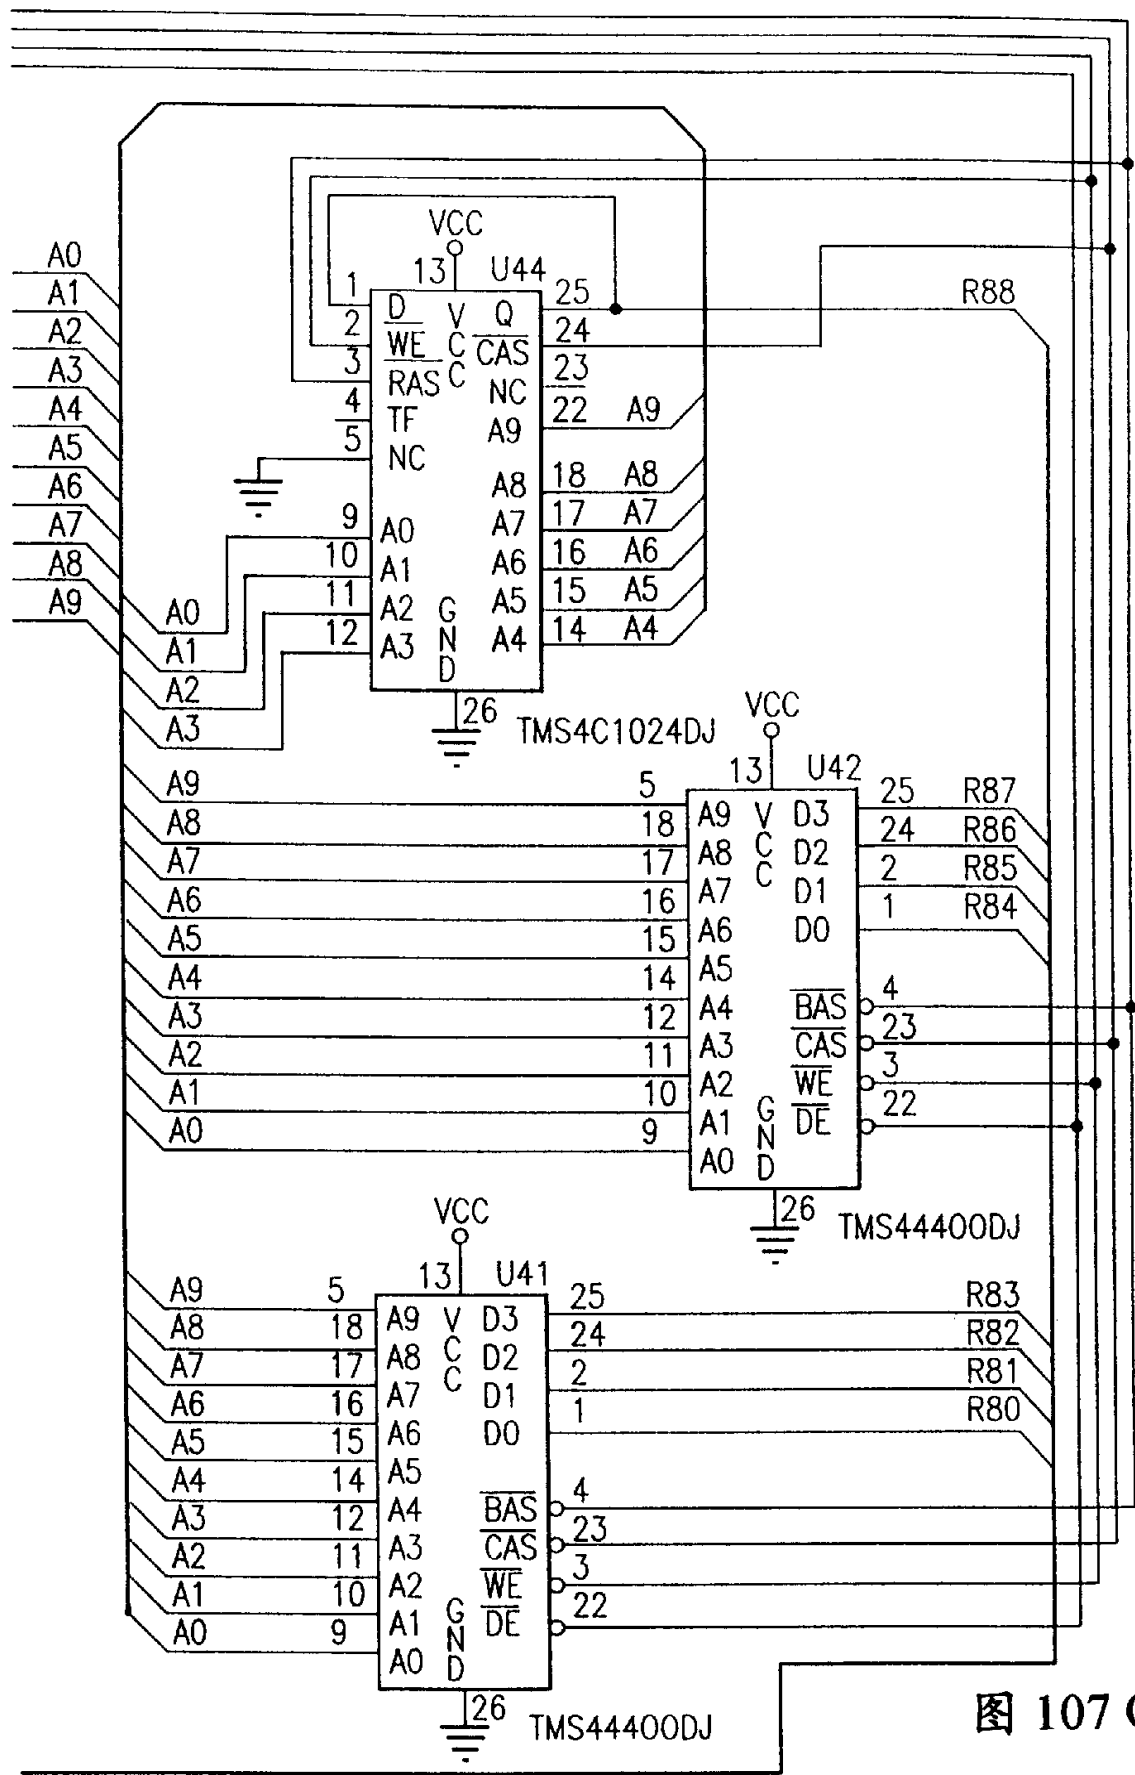 A0
A1
A2
A3
A4
A5
A6
A7
A8
A9
VCC
13 U44
1 D VCC Q 25 R88
2 WE CAS 24
3 RAS NC 23
4 TF A9 22 A9
5 NC
A8 18 A8
A7 17 A7
A6 16 A6
A5 15 A5
A4 14 A4
A0 9 A0
A1 10 A1
A2 11 A2
A3 12 A3
GND
26 TMS4C1024DJ
VCC
13 U42
A9 5 A9 VCC D3 25 R87
A8 18 A8 D2 24 R86
A7 17 A7 D1 2 R85
A6 16 A6 D0 1 R84
A5 15 A5
A4 14 A4 BAS 4
A3 12 A3 CAS 23
A2 11 A2 WE 3
A1 10 A1 GND DE 22
A0 9 A0
26 TMS44400DJ
VCC
13 U41
A9 5 A9 VCC D3 25 R83
A8 18 A8 D2 24 R82
A7 17 A7 D1 2 R81
A6 16 A6 D0 1 R80
A5 15 A5
A4 14 A4 BAS 4
A3 12 A3 CAS 23
A2 11 A2 WE 3
A1 10 A1 GND DE 22
A0 9 A0
26 TMS44400DJ
图 107